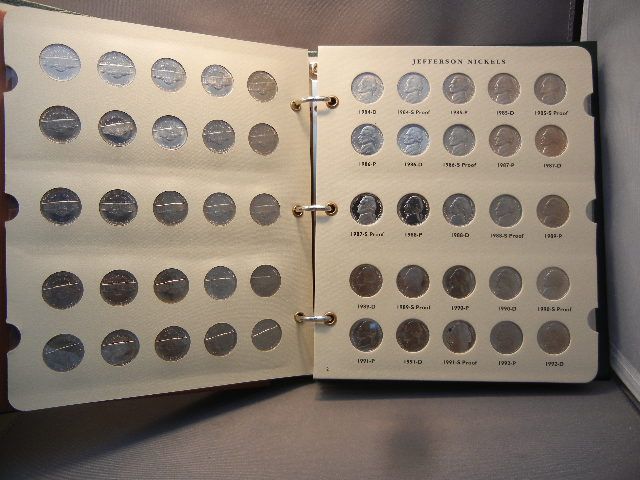 JEFFERSON NICKELS
1984-D 1984-S Proof 1985-P 1985-D 1985-S Proof
1986-P 1986-D 1986-S Proof 1987-P 1987-D
1987-S Proof 1988-P 1988-D 1988-S Proof 1989-P
1989-D 1989-S Proof 1990-P 1990-D 1990-S Proof
1991-P 1991-D 1991-S Proof 1992-P 1992-D